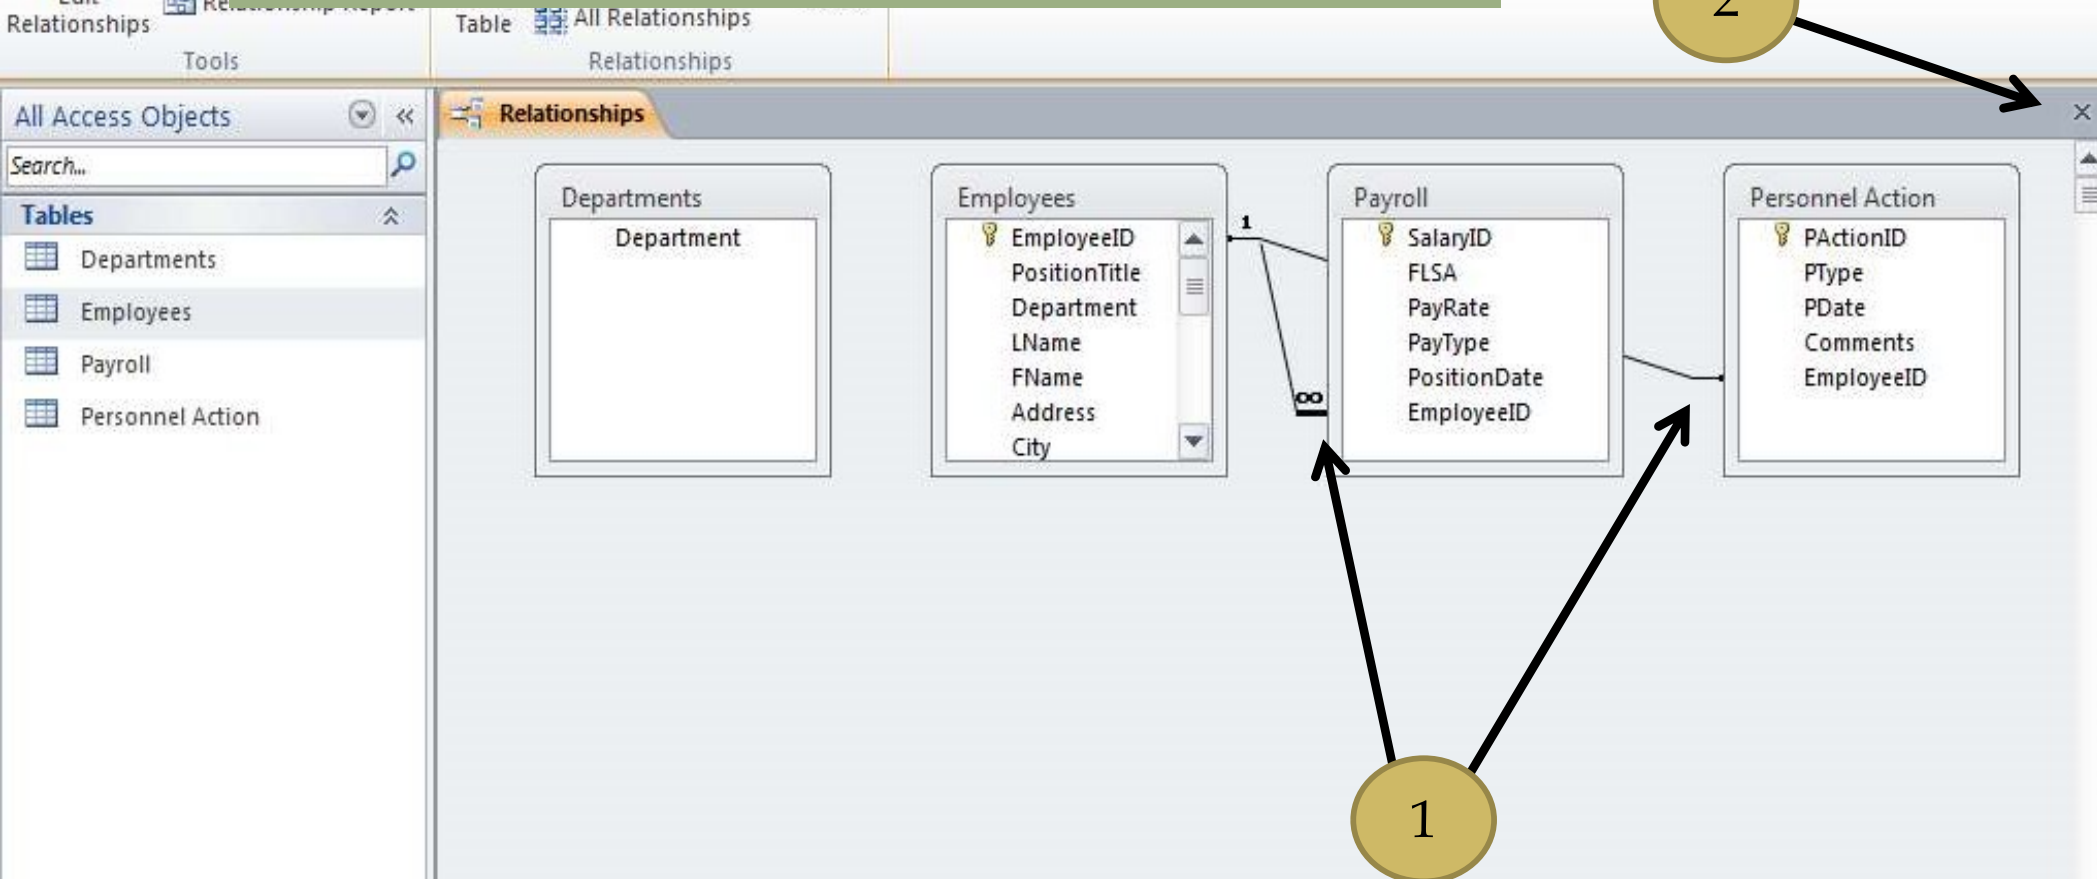 Relationships
Tools
Table
All Relationships
Relationships
2
All Access Objects
Search...
Tables
Departments
Employees
Payroll
Personnel Action
Relationships
Departments
Department
Employees
EmployeeID
PositionTitle
Department
LName
FName
Address
City
1
∞
Payroll
SalaryID
FLSA
PayRate
PayType
PositionDate
EmployeeID
Personnel Action
PActionID
PType
PDate
Comments
EmployeeID
1